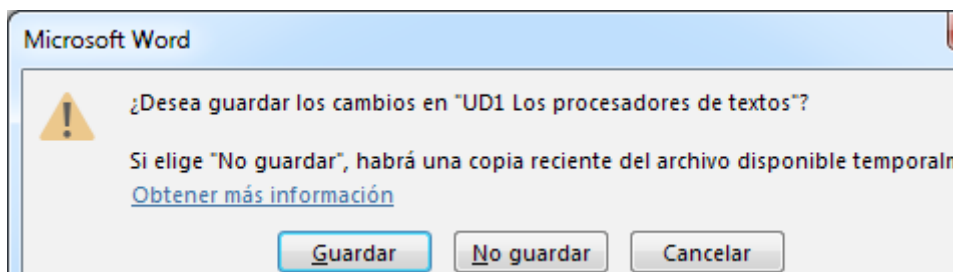 Microsoft Word
¿Desea guardar los cambios en "UD1 Los procesadores de textos"?
Si elige "No guardar", habrá una copia reciente del archivo disponible
Obtener más información
Guardar No guardar Cancelar